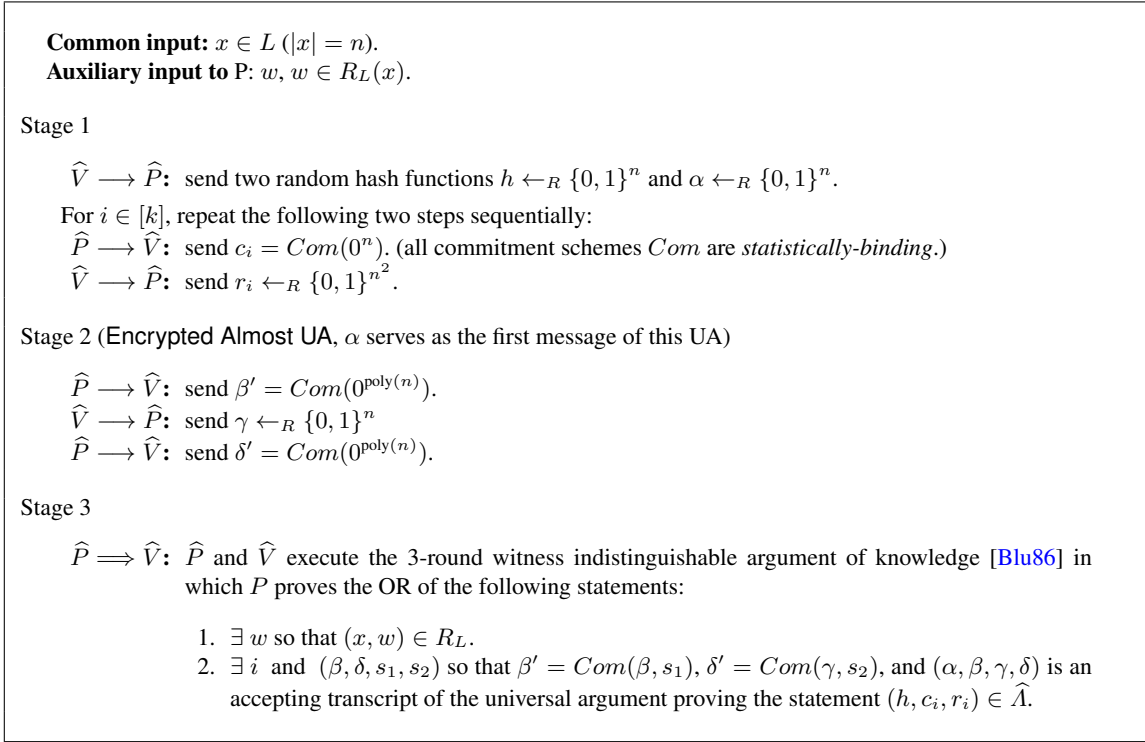 Common input: x ∈ L (|x| = n).
Auxiliary input to P: w, w ∈ R_L(x).
Stage 1
V̂ ⟶ P̂: send two random hash functions h ←_R {0, 1}^n and α ←_R {0, 1}^n.
For i ∈ [k], repeat the following two steps sequentially:
P̂ ⟶ V̂: send c_i = Com(0^n). (all commitment schemes Com are statistically-binding.)
V̂ ⟶ P̂: send r_i ←_R {0, 1}^{n^2}.
Stage 2 (Encrypted Almost UA, α serves as the first message of this UA)
P̂ ⟶ V̂: send β′ = Com(0^{poly(n)}).
V̂ ⟶ P̂: send γ ←_R {0, 1}^n
P̂ ⟶ V̂: send δ′ = Com(0^{poly(n)}).
Stage 3
P̂ ⟹ V̂: P̂ and V̂ execute the 3-round witness indistinguishable argument of knowledge [Blu86] in
which P proves the OR of the following statements:
1. ∃ w so that (x, w) ∈ R_L.
2. ∃ i and (β, δ, s_1, s_2) so that β′ = Com(β, s_1), δ′ = Com(γ, s_2), and (α, β, γ, δ) is an
accepting transcript of the universal argument proving the statement (h, c_i, r_i) ∈ Λ̂.